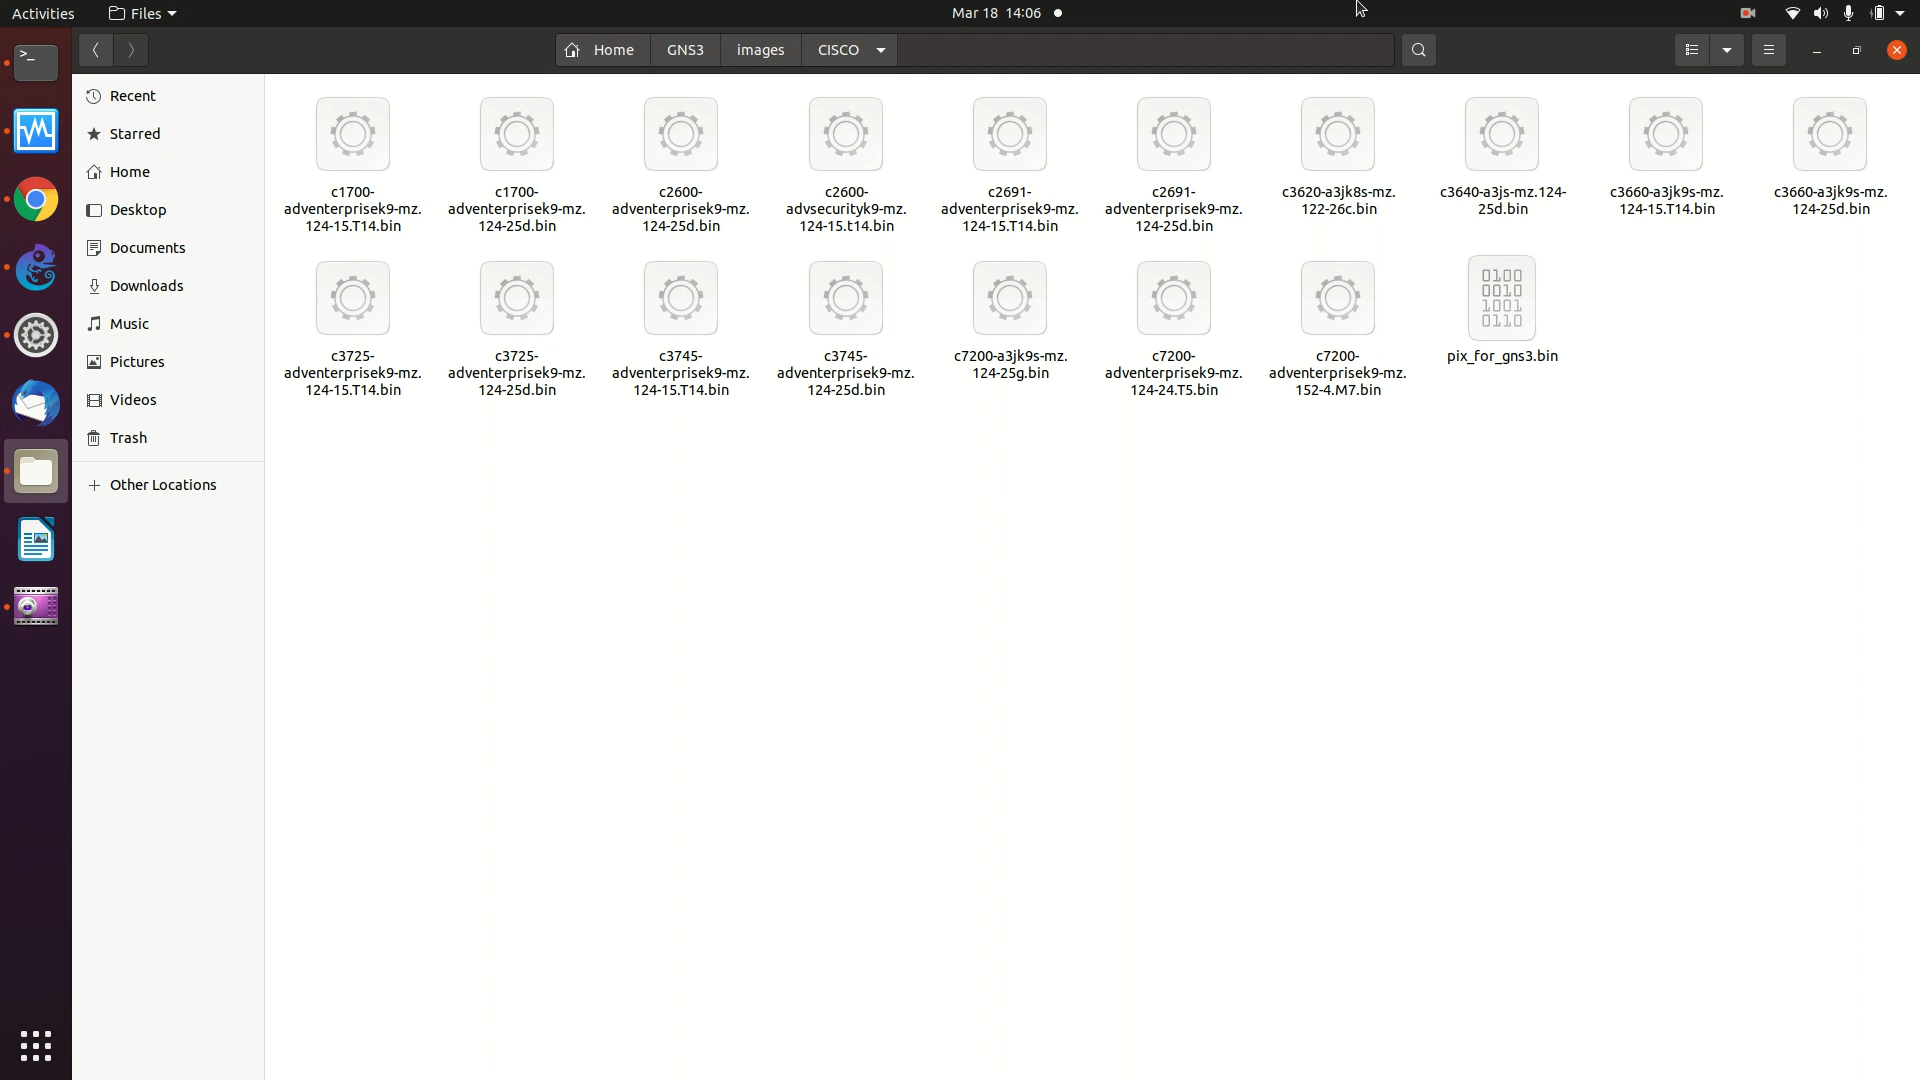 Activities
Files
Mar 18 14:06
Home
GNS3
images
CISCO
Recent
Starred
Home
Desktop
Documents
Downloads
Music
Pictures
Videos
Trash
Other Locations
c1700-
adventerprisek9-mz.
124-15.T14.bin
c1700-
adventerprisek9-mz.
124-25d.bin
c2600-
adventerprisek9-mz.
124-25d.bin
c2600-
advsecurityk9-mz.
124-15.t14.bin
c2691-
adventerprisek9-mz.
124-15.T14.bin
c2691-
adventerprisek9-mz.
124-25d.bin
c3620-a3jk8s-mz.
122-26c.bin
c3640-a3js-mz.124-
25d.bin
c3660-a3jk9s-mz.
124-15.T14.bin
c3660-a3jk9s-mz.
124-25d.bin
c3725-
adventerprisek9-mz.
124-15.T14.bin
c3725-
adventerprisek9-mz.
124-25d.bin
c3745-
adventerprisek9-mz.
124-15.T14.bin
c3745-
adventerprisek9-mz.
124-25d.bin
c7200-a3jk9s-mz.
124-25g.bin
c7200-
adventerprisek9-mz.
124-24.T5.bin
c7200-
adventerprisek9-mz.
152-4.M7.bin
0100
0010
1001
0110
pix_for_gns3.bin